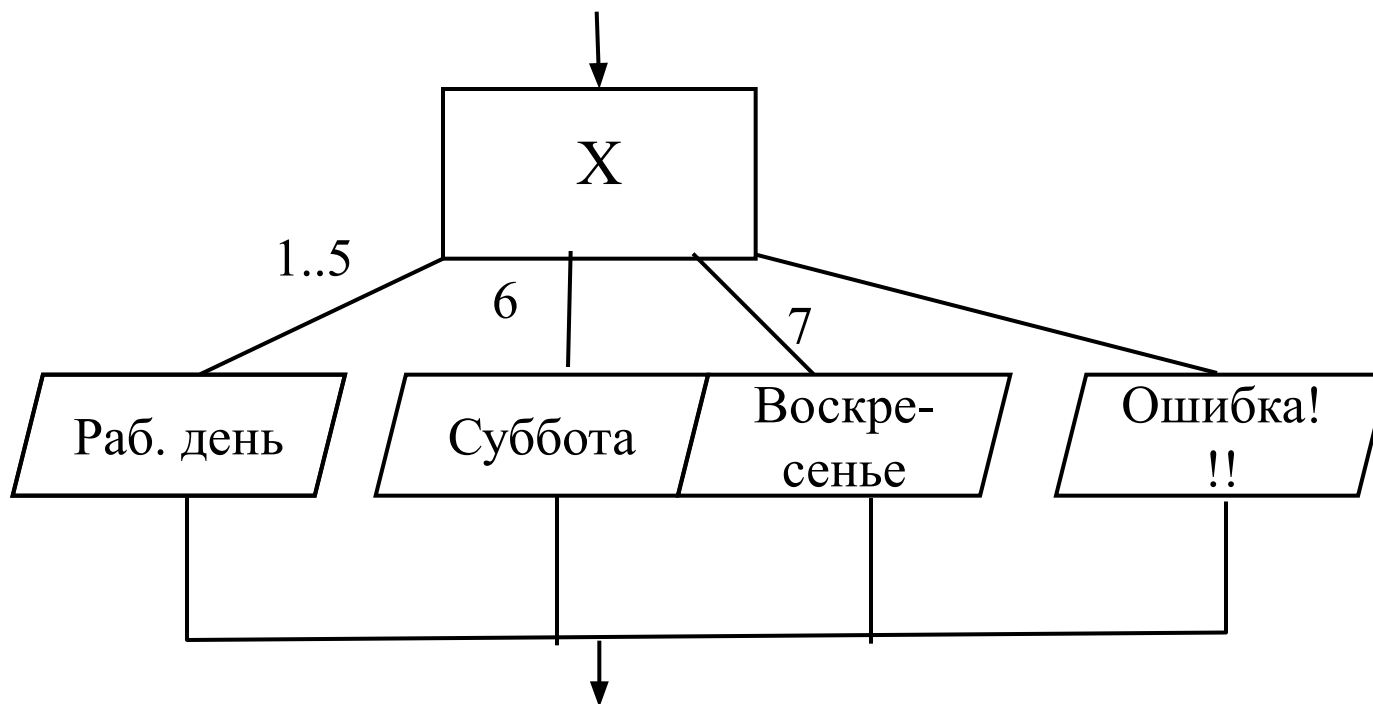 X
1..5
6
7
Раб. день
Суббота
Воскре-
сенье
Ошибка!
!!